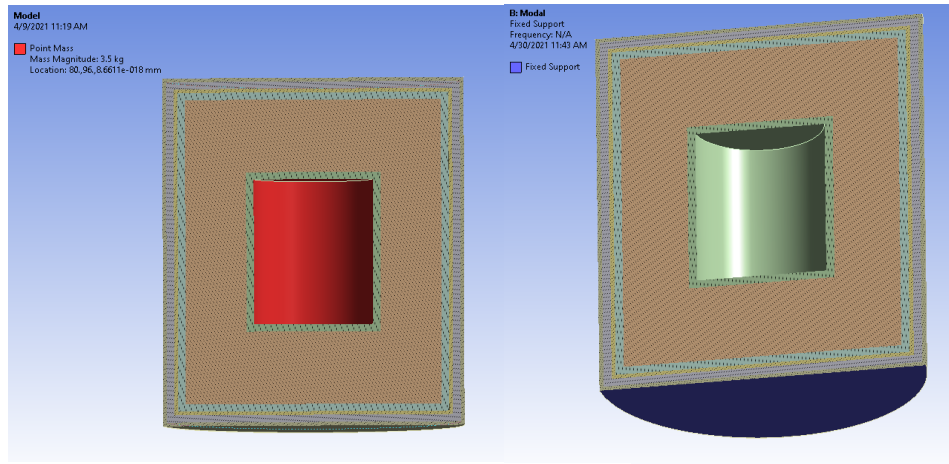 Model
4/9/2021 11:19 AM
Point Mass
Mass Magnitude: 3.5 kg
Location: 80.,96.,8.6611e-018 mm
B: Modal
Fixed Support
Frequency: N/A
4/30/2021 11:43 AM
Fixed Support